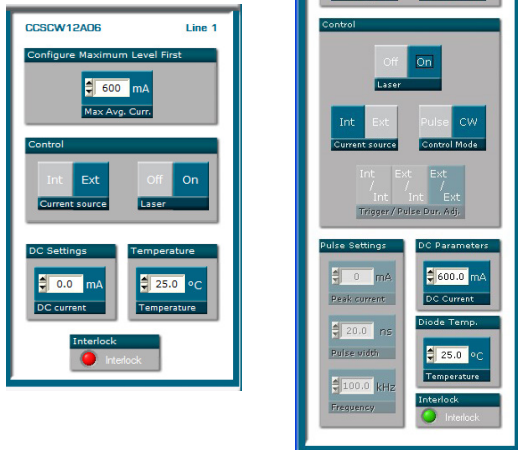 CCSCW12A06 Line 1
Configure Maximum Level First
600 mA
Max Avg. Curr.
Control
Int Ext
Current source
Off On
Laser
DC Settings
0.0 mA
DC current
Temperature
25.0 ºC
Temperature
Interlock
Interlock
Control
Off On
Laser
Int Ext
Current source
Pulse CW
Control Mode
Int Ext Ext
/ / /
Int Int Ext
Trigger / Pulse Dur. Adj.
Pulse Settings
0 mA
Peak current
20.0 ns
Pulse width
100.0 kHz
Frequency
DC Parameters
600.0 mA
DC Current
Diode Temp.
25.0 ºC
Temperature
Interlock
Interlock